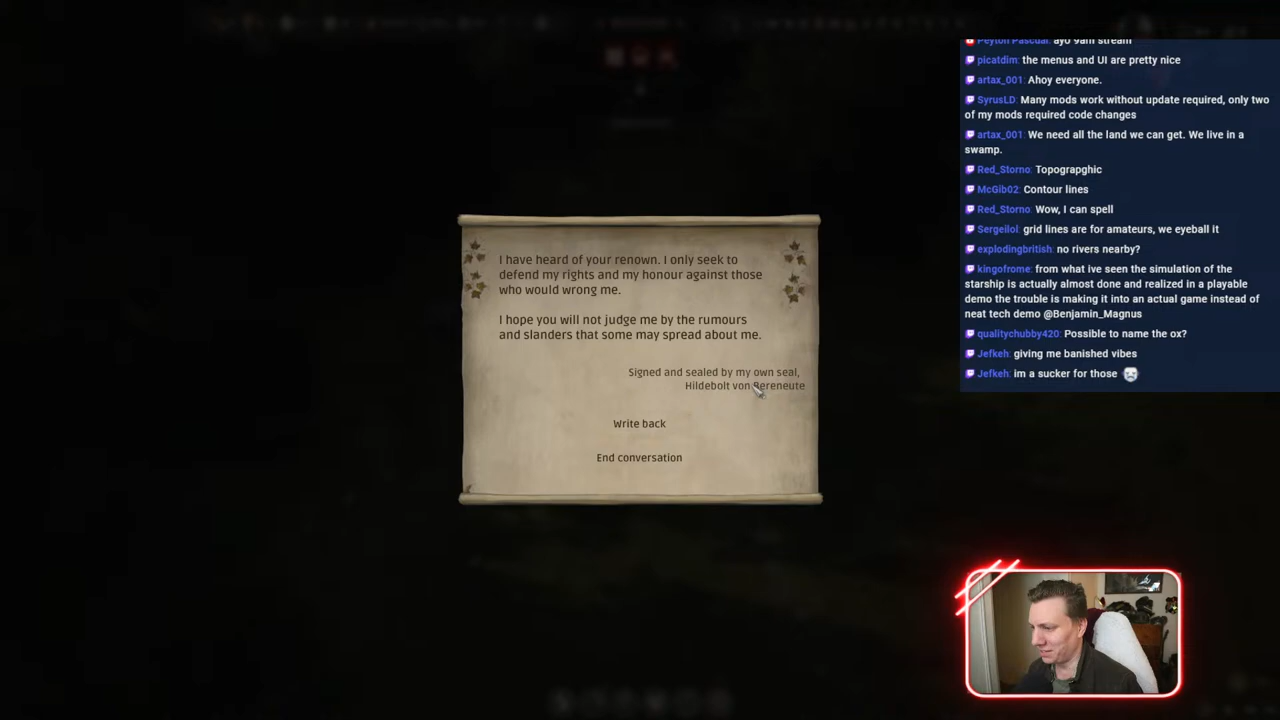 I have heard of your renown. I only seek to
defend my rights and my honour against those
who would wrong me.
I hope you will not judge me by the rumours
and slanders that some may spread about me.
Signed and sealed by my own seal,
Hildebolt von Bereneute
Write back
End conversation
Peyton Pascual: ayo 9am stream
picatdim: the menus and UI are pretty nice
artax_001: Ahoy everyone.
SyrusLD: Many mods work without update required, only two
of my mods required code changes
artax_001: We need all the land we can get. We live in a
swamp.
Red_Storno: Topograpghic
McGib02: Contour lines
Red_Storno: Wow, I can spell
Sergeilol: grid lines are for amateurs, we eyeball it
explodingbritish: no rivers nearby?
kingofrome: from what ive seen the simulation of the
starship is actually almost done and realized in a playable
demo the trouble is making it into an actual game instead of
neat tech demo @Benjamin_Magnus
qualitychubby420: Possible to name the ox?
Jefkeh: giving me banished vibes
Jefkeh: im a sucker for those